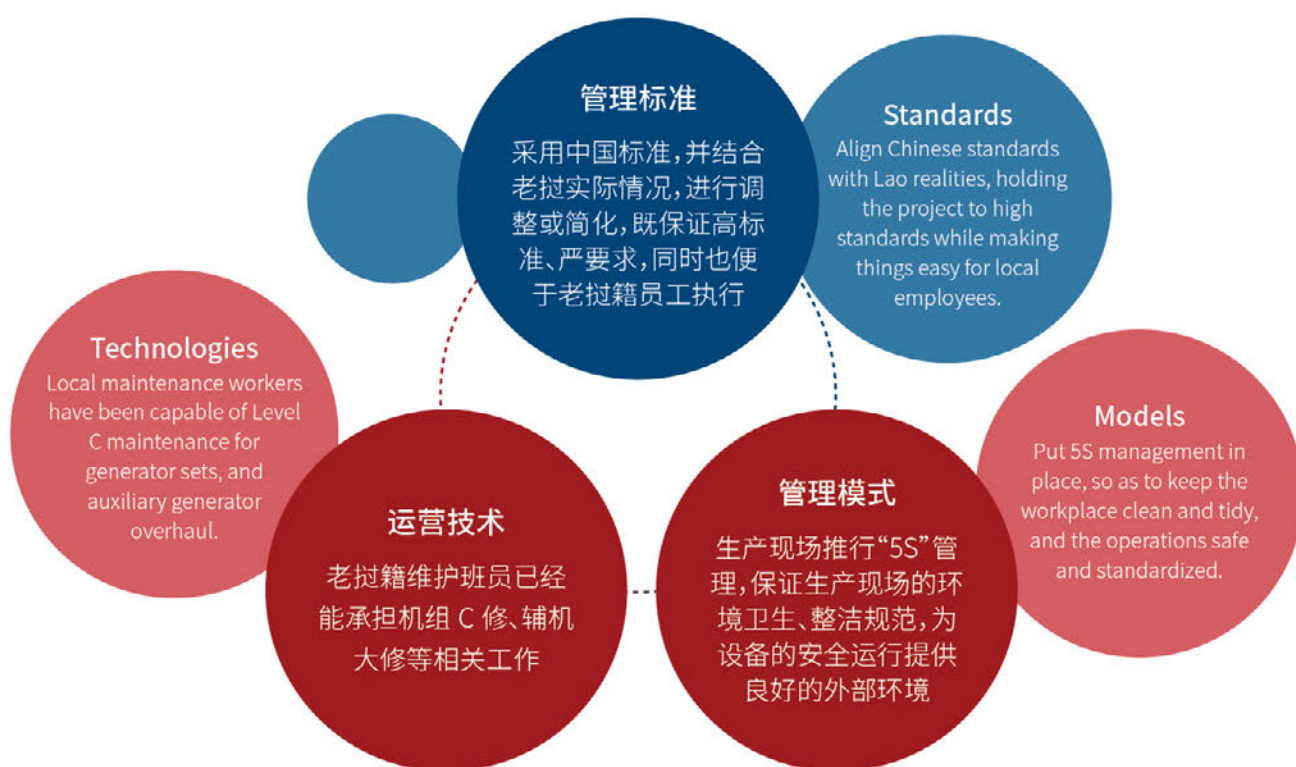 管理标准
采用中国标准，并结合
老挝实际情况，进行调
整或简化，既保证高标
准、严要求，同时也便
于老挝籍员工执行
Standards
Align Chinese standards
with Lao realities, holding
the project to high
standards while making
things easy for local
employees.
Technologies
Local maintenance workers
have been capable of Level
C maintenance for
generator sets, and
auxiliary generator
overhaul.
运营技术
老挝籍维护班员已经
能承担机组 C 修、辅机
大修等相关工作
管理模式
生产现场推行“5S”管
理，保证生产现场的环
境卫生、整洁规范，为
设备的安全运行提供
良好的外部环境
Models
Put 5S management in
place, so as to keep the
workplace clean and tidy,
and the operations safe
and standardized.